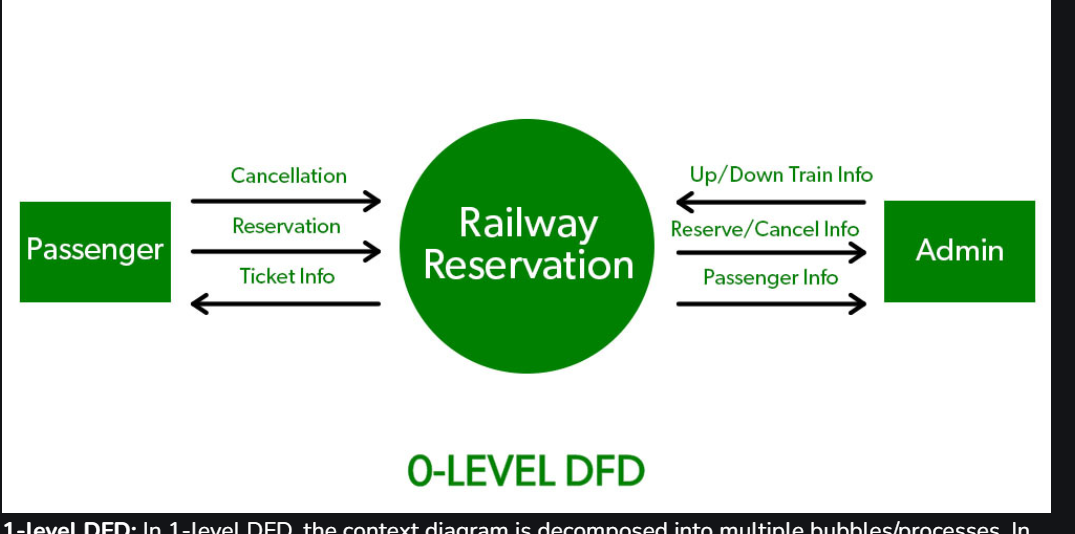 Cancellation
Up/Down Train Info
Passenger
Reservation
Ticket Info
Railway
Reservation
Reserve/Cancel Info
Passenger Info
Admin
0-LEVEL DFD
1-level DFD: In 1-level DFD, the context diagram is decomposed into multiple bubbles/processes. In